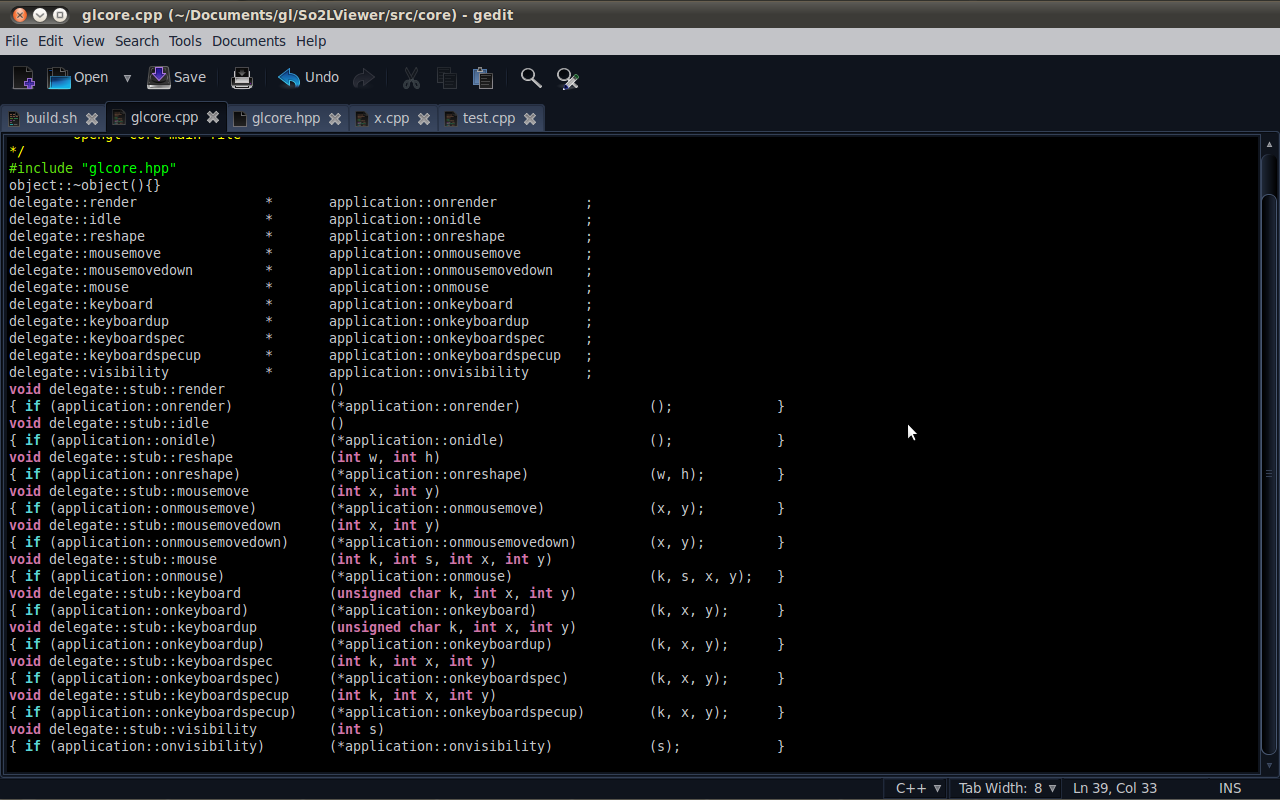 glcore.cpp (~/Documents/gl/So2LViewer/src/core) - gedit
File Edit View Search Tools Documents Help
Open Save Undo
build.sh glcore.cpp glcore.hpp x.cpp test.cpp
opengl core main file
*/
#include "glcore.hpp"
object::~object(){}
delegate::render * application::onrender ;
delegate::idle * application::onidle ;
delegate::reshape * application::onreshape ;
delegate::mousemove * application::onmousemove ;
delegate::mousemovedown * application::onmousemovedown ;
delegate::mouse * application::onmouse ;
delegate::keyboard * application::onkeyboard ;
delegate::keyboardup * application::onkeyboardup ;
delegate::keyboardspec * application::onkeyboardspec ;
delegate::keyboardspecup * application::onkeyboardspecup ;
delegate::visibility * application::onvisibility ;
void delegate::stub::render ()
{ if (application::onrender) (*application::onrender) (); }
void delegate::stub::idle ()
{ if (application::onidle) (*application::onidle) (); }
void delegate::stub::reshape (int w, int h)
{ if (application::onreshape) (*application::onreshape) (w, h); }
void delegate::stub::mousemove (int x, int y)
{ if (application::onmousemove) (*application::onmousemove) (x, y); }
void delegate::stub::mousemovedown (int x, int y)
{ if (application::onmousemovedown) (*application::onmousemovedown) (x, y); }
void delegate::stub::mouse (int k, int s, int x, int y)
{ if (application::onmouse) (*application::onmouse) (k, s, x, y); }
void delegate::stub::keyboard (unsigned char k, int x, int y)
{ if (application::onkeyboard) (*application::onkeyboard) (k, x, y); }
void delegate::stub::keyboardup (unsigned char k, int x, int y)
{ if (application::onkeyboardup) (*application::onkeyboardup) (k, x, y); }
void delegate::stub::keyboardspec (int k, int x, int y)
{ if (application::onkeyboardspec) (*application::onkeyboardspec) (k, x, y); }
void delegate::stub::keyboardspecup (int k, int x, int y)
{ if (application::onkeyboardspecup) (*application::onkeyboardspecup) (k, x, y); }
void delegate::stub::visibility (int s)
{ if (application::onvisibility) (*application::onvisibility) (s); }
C++ Tab Width: 8 Ln 39, Col 33 INS